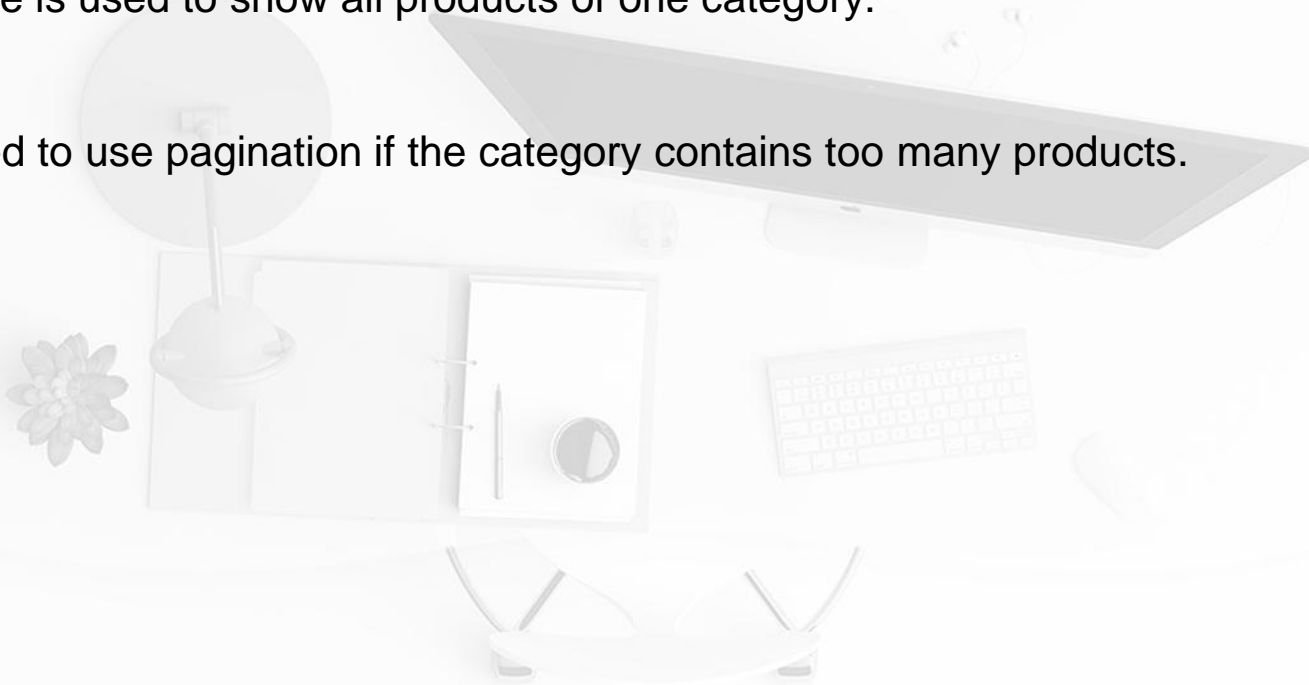 e is used to show all products of one category.
d to use pagination if the category contains too many products.